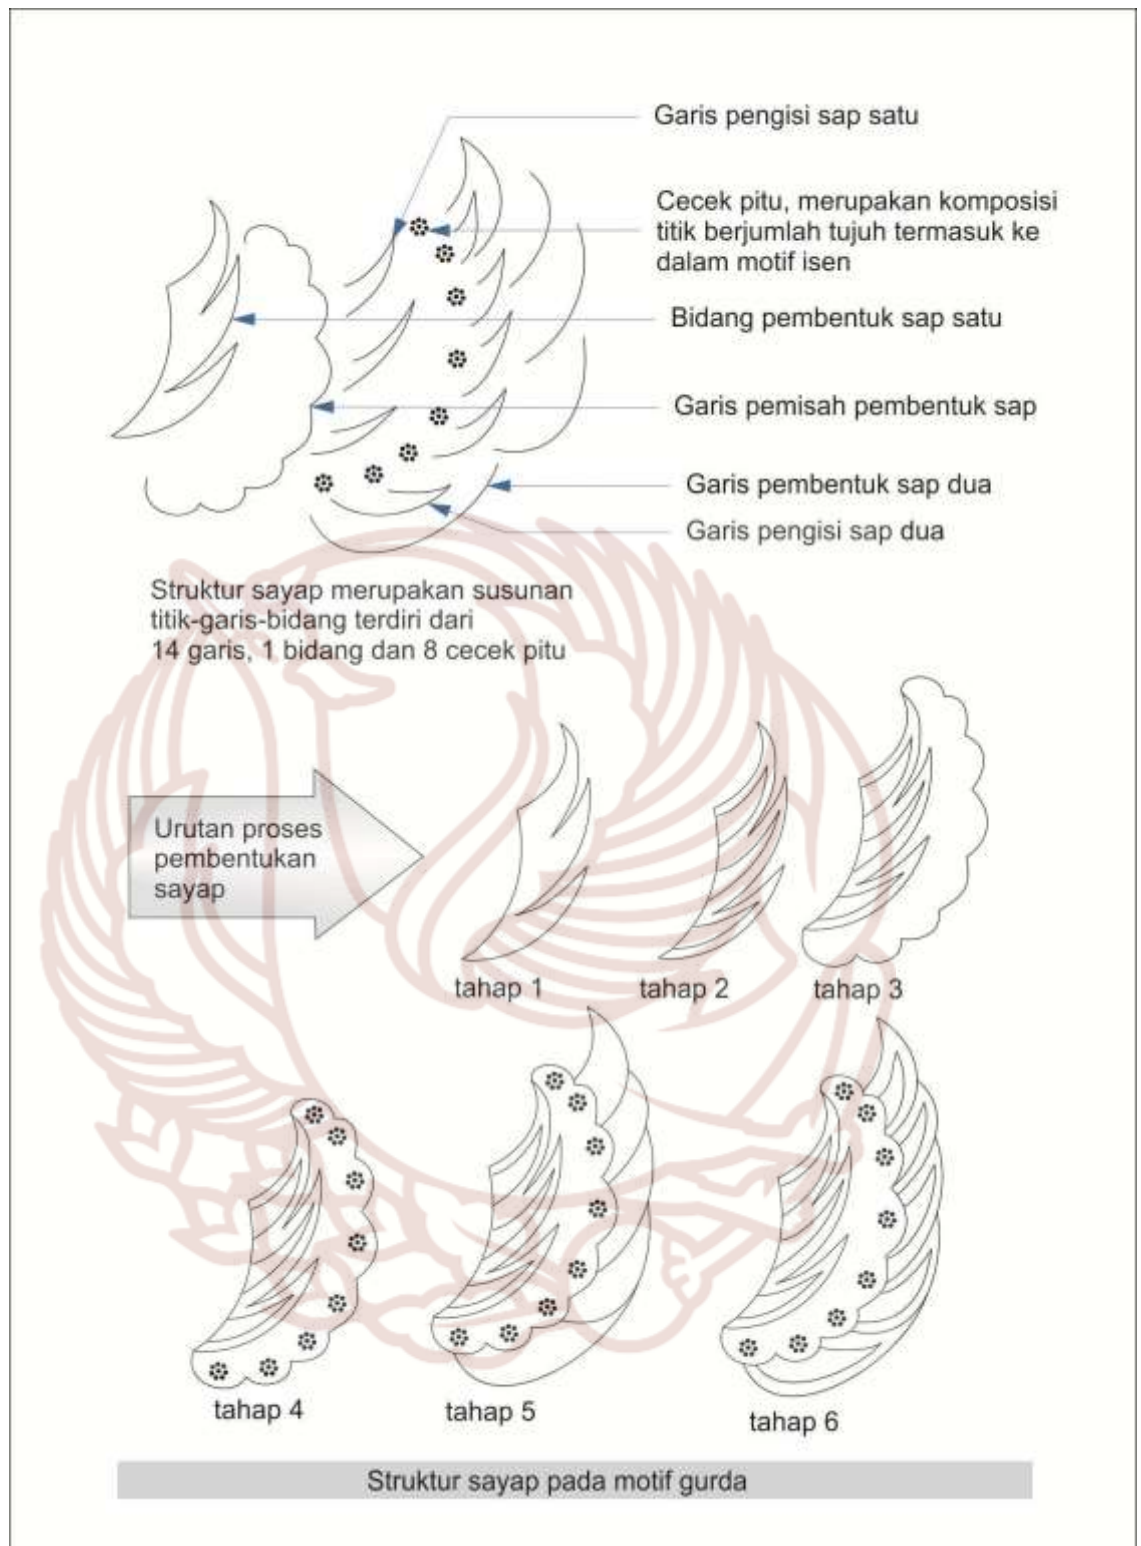 Garis pengisi sap satu
Cecek pitu, merupakan komposisi
titik berjumlah tujuh termasuk ke
dalam motif isen
Bidang pembentuk sap satu
Garis pemisah pembentuk sap
Garis pembentuk sap dua
Garis pengisi sap dua
Struktur sayap merupakan susunan
titik-garis-bidang terdiri dari
14 garis, 1 bidang dan 8 cecek pitu
Urutan proses
pembentukan
sayap
tahap 1
tahap 2
tahap 3
tahap 4
tahap 5
tahap 6
Struktur sayap pada motif gurda